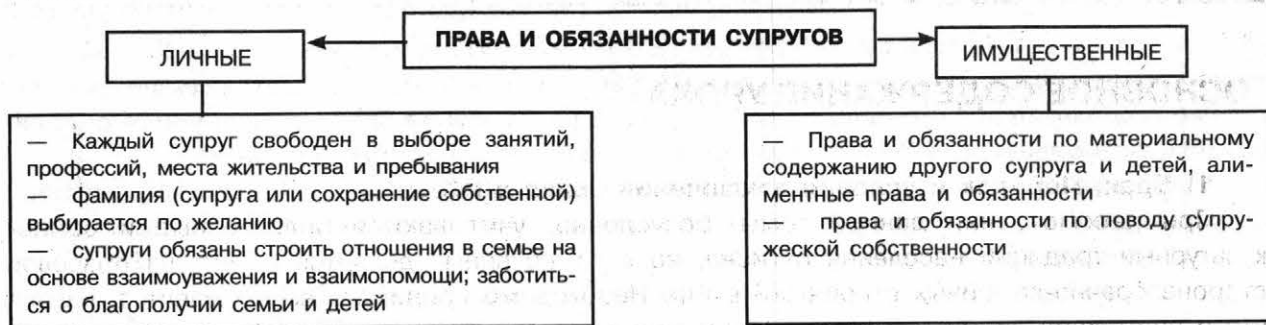 ПРАВА И ОБЯЗАННОСТИ СУПРУГОВ
ЛИЧНЫЕ
ИМУЩЕСТВЕННЫЕ
— Каждый супруг свободен в выборе занятий,
профессий, места жительства и пребывания
— фамилия (супруга или сохранение собственной)
выбирается по желанию
— супруги обязаны строить отношения в семье на
основе взаимоуважения и взаимопомощи; заботить-
ся о благополучии семьи и детей
— Права и обязанности по материальному
содержанию другого супруга и детей, али-
ментные права и обязанности
— права и обязанности по поводу супру-
жеской собственности